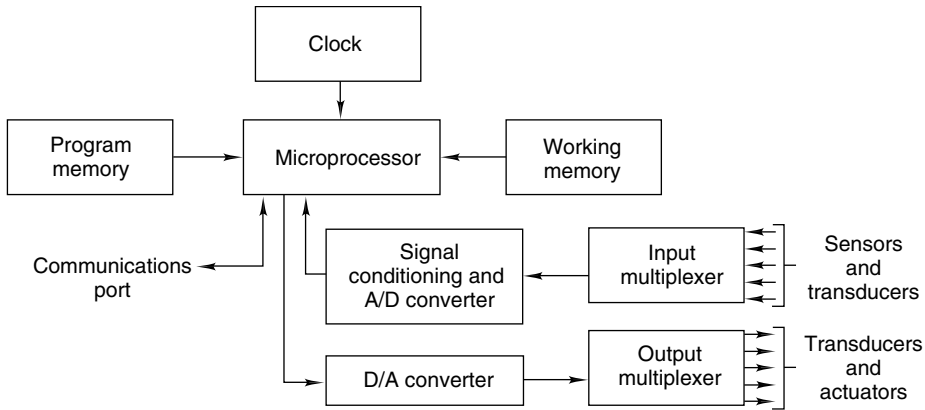 Clock
Program
memory
Microprocessor
Working
memory
Communications
port
Signal
conditioning and
A/D converter
Input
multiplexer
Sensors
and
transducers
D/A converter
Output
multiplexer
Transducers
and
actuators